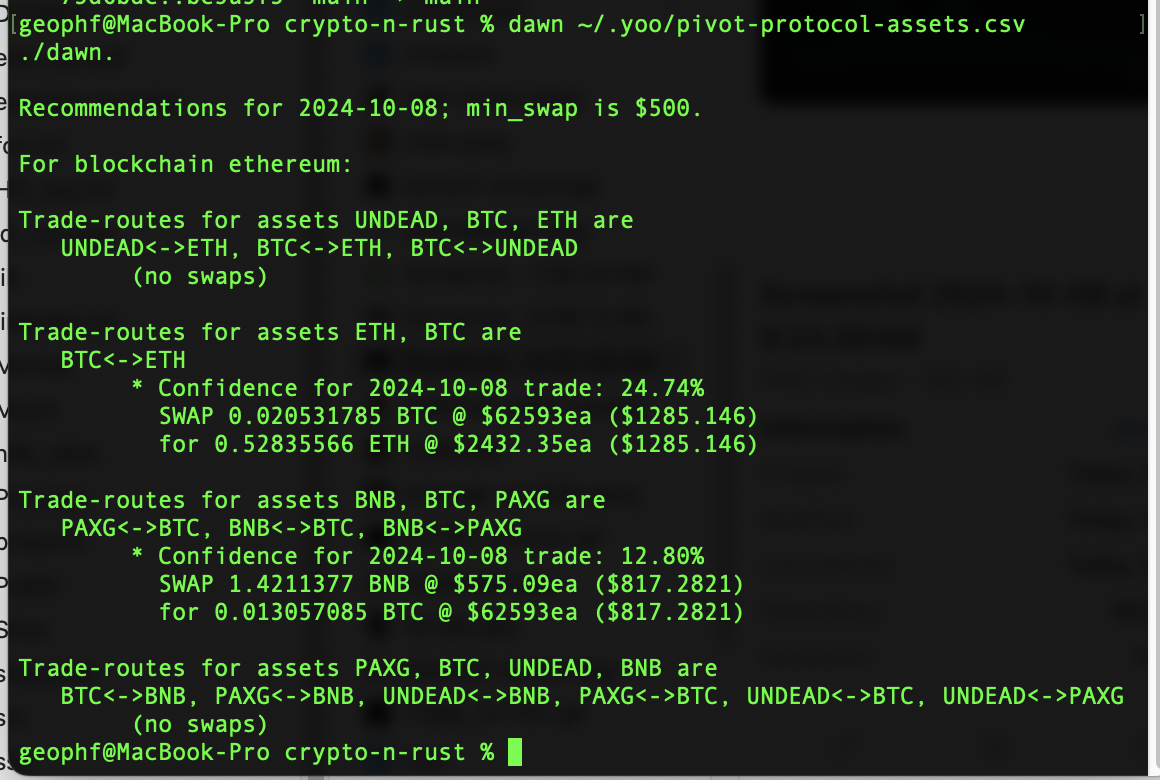 geophf@MacBook-Pro crypto-n-rust % dawn ~/.yoo/pivot-protocol-assets.csv
./dawn.
Recommendations for 2024-10-08; min_swap is $500.
For blockchain ethereum:
Trade-routes for assets UNDEAD, BTC, ETH are
UNDEAD<->ETH, BTC<->ETH, BTC<->UNDEAD
(no swaps)
Trade-routes for assets ETH, BTC are
BTC<->ETH
* Confidence for 2024-10-08 trade: 24.74%
SWAP 0.020531785 BTC @ $62593ea ($1285.146)
for 0.52835566 ETH @ $2432.35ea ($1285.146)
Trade-routes for assets BNB, BTC, PAXG are
PAXG<->BTC, BNB<->BTC, BNB<->PAXG
* Confidence for 2024-10-08 trade: 12.80%
SWAP 1.4211377 BNB @ $575.09ea ($817.2821)
for 0.013057085 BTC @ $62593ea ($817.2821)
Trade-routes for assets PAXG, BTC, UNDEAD, BNB are
BTC<->BNB, PAXG<->BNB, UNDEAD<->BNB, PAXG<->BTC, UNDEAD<->BTC, UNDEAD<->PAXG
(no swaps)
geophf@MacBook-Pro crypto-n-rust %